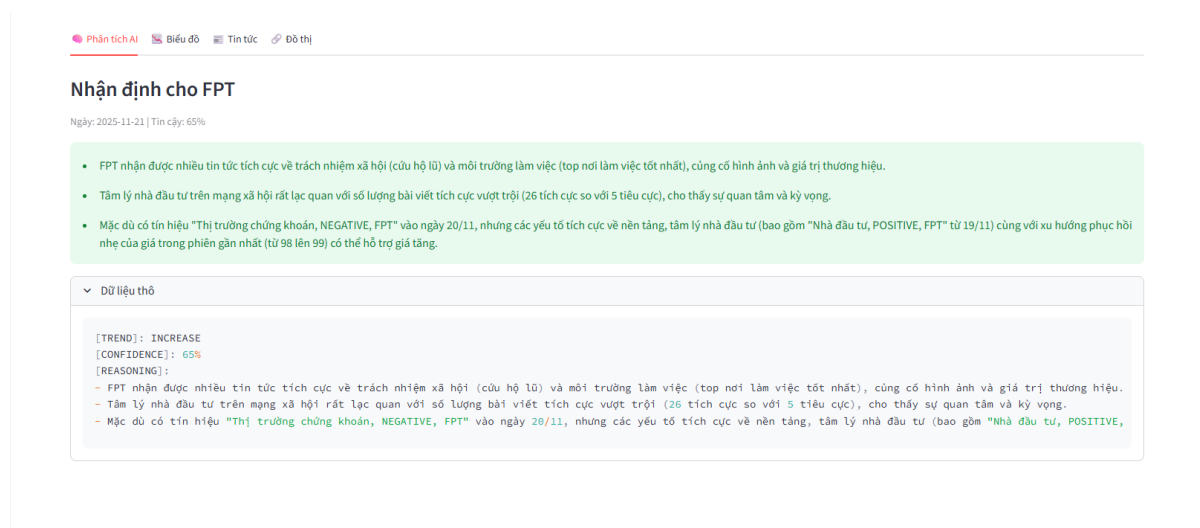 Phân tích AI Biểu đồ Tin tức Đồ thị
Nhận định cho FPT
Ngày: 2025-11-21 | Tin cậy: 65%
• FPT nhận được nhiều tin tức tích cực về trách nhiệm xã hội (cứu hộ lũ) và môi trường làm việc (top nơi làm việc tốt nhất), củng cố hình ảnh và giá trị thương hiệu.
• Tâm lý nhà đầu tư trên mạng xã hội rất lạc quan với số lượng bài viết tích cực vượt trội (26 tích cực so với 5 tiêu cực), cho thấy sự quan tâm và kỳ vọng.
• Mặc dù có tín hiệu "Thị trường chứng khoán, NEGATIVE, FPT" vào ngày 20/11, nhưng các yếu tố tích cực về nền tảng, tâm lý nhà đầu tư (bao gồm "Nhà đầu tư, POSITIVE, FPT" từ 19/11) cùng với xu hướng phục hồi
nhẹ của giá trong phiên gần nhất (từ 98 lên 99) có thể hỗ trợ giá tăng.
Dữ liệu thô
[TREND]: INCREASE
[CONFIDENCE]: 65%
[REASONING]:
- FPT nhận được nhiều tin tức tích cực về trách nhiệm xã hội (cứu hộ lũ) và môi trường làm việc (top nơi làm việc tốt nhất), củng cố hình ảnh và giá trị thương hiệu.
- Tâm lý nhà đầu tư trên mạng xã hội rất lạc quan với số lượng bài viết tích cực vượt trội (26 tích cực so với 5 tiêu cực), cho thấy sự quan tâm và kỳ vọng.
- Mặc dù có tín hiệu "Thị trường chứng khoán, NEGATIVE, FPT" vào ngày 20/11, nhưng các yếu tố tích cực về nền tảng, tâm lý nhà đầu tư (bao gồm "Nhà đầu tư, POSITIVE,